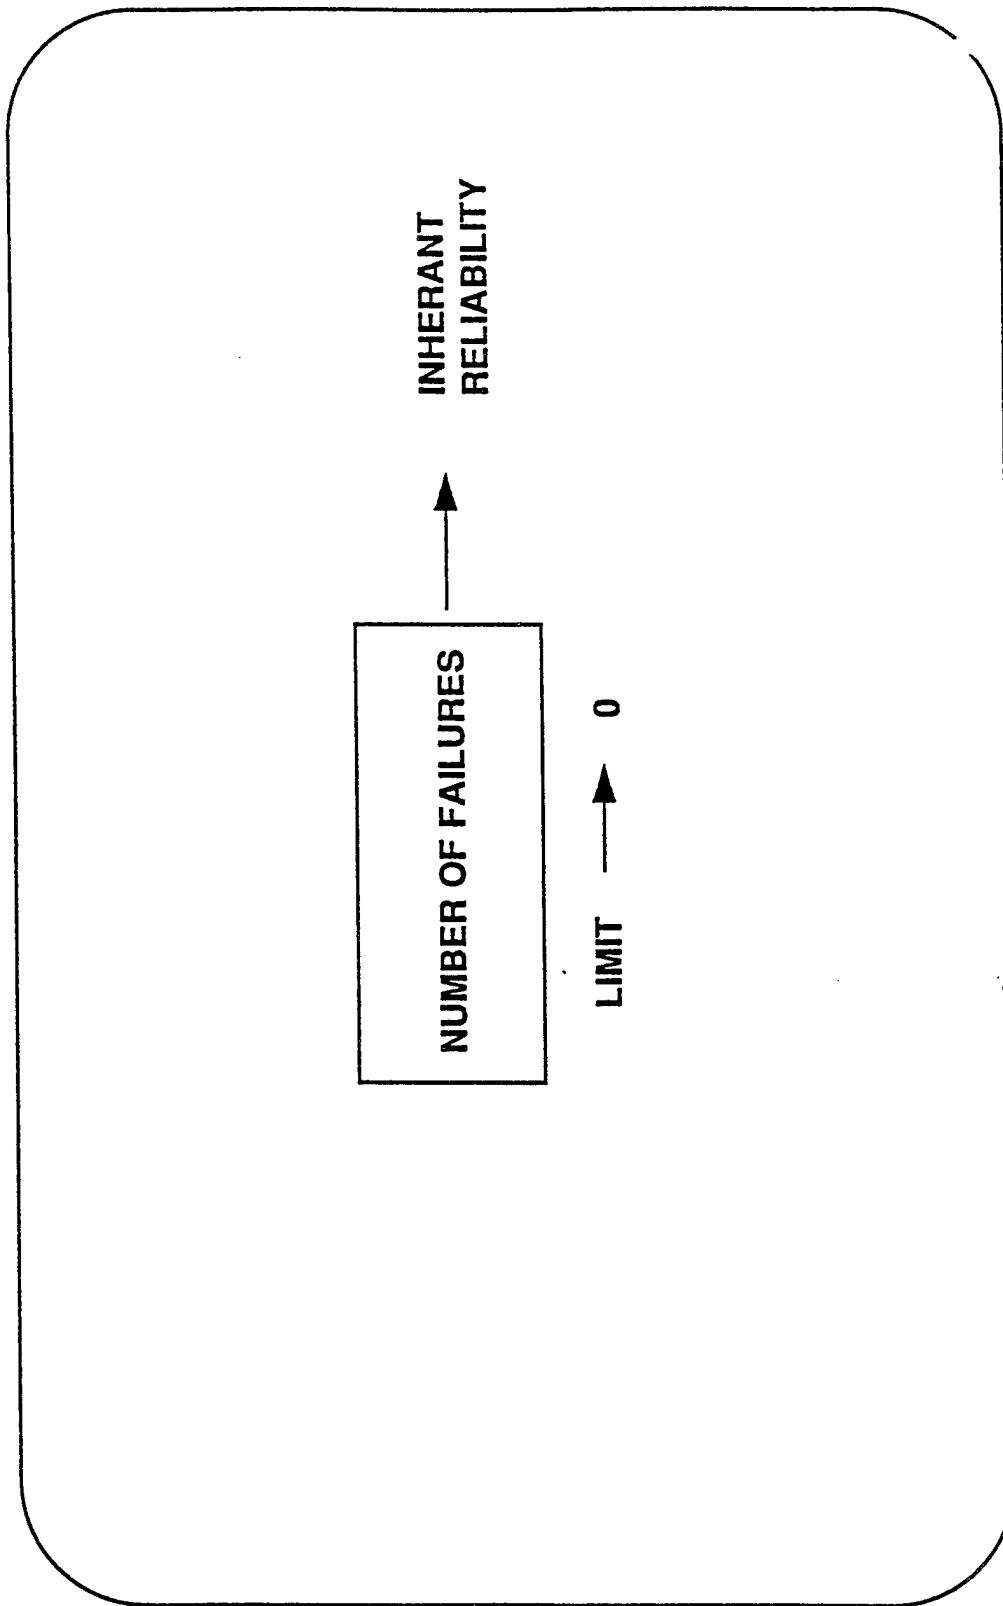 NUMBER OF FAILURES
INHERANT
RELIABILITY
LIMIT → 0